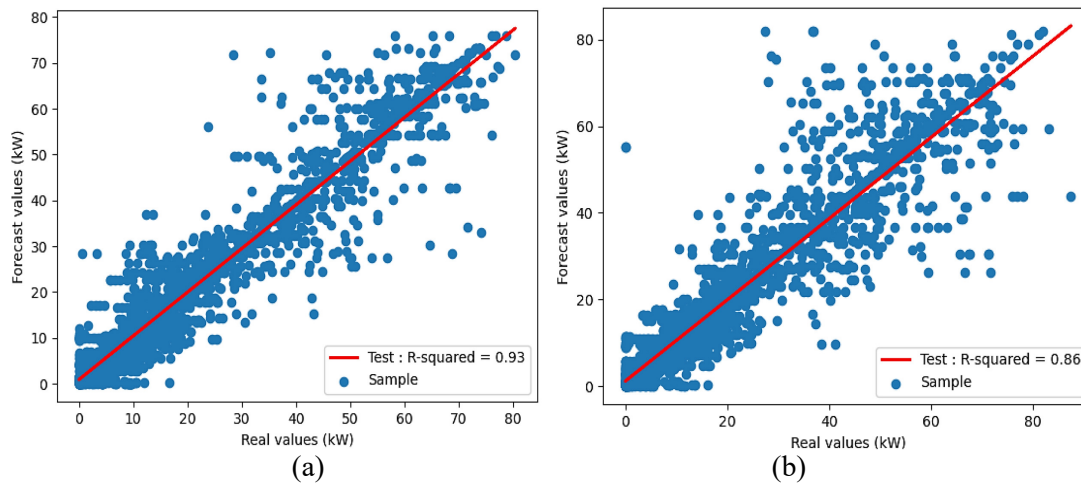 80
70
60
50
40
30
20
10
0
Forecast values (kW)
Test : R-squared = 0.93
Sample
0 10 20 30 40 50 60 70 80
Real values (kW)
(a)
80
60
40
20
0
Forecast values (kW)
Test : R-squared = 0.86
Sample
0 20 40 60 80
Real values (kW)
(b)